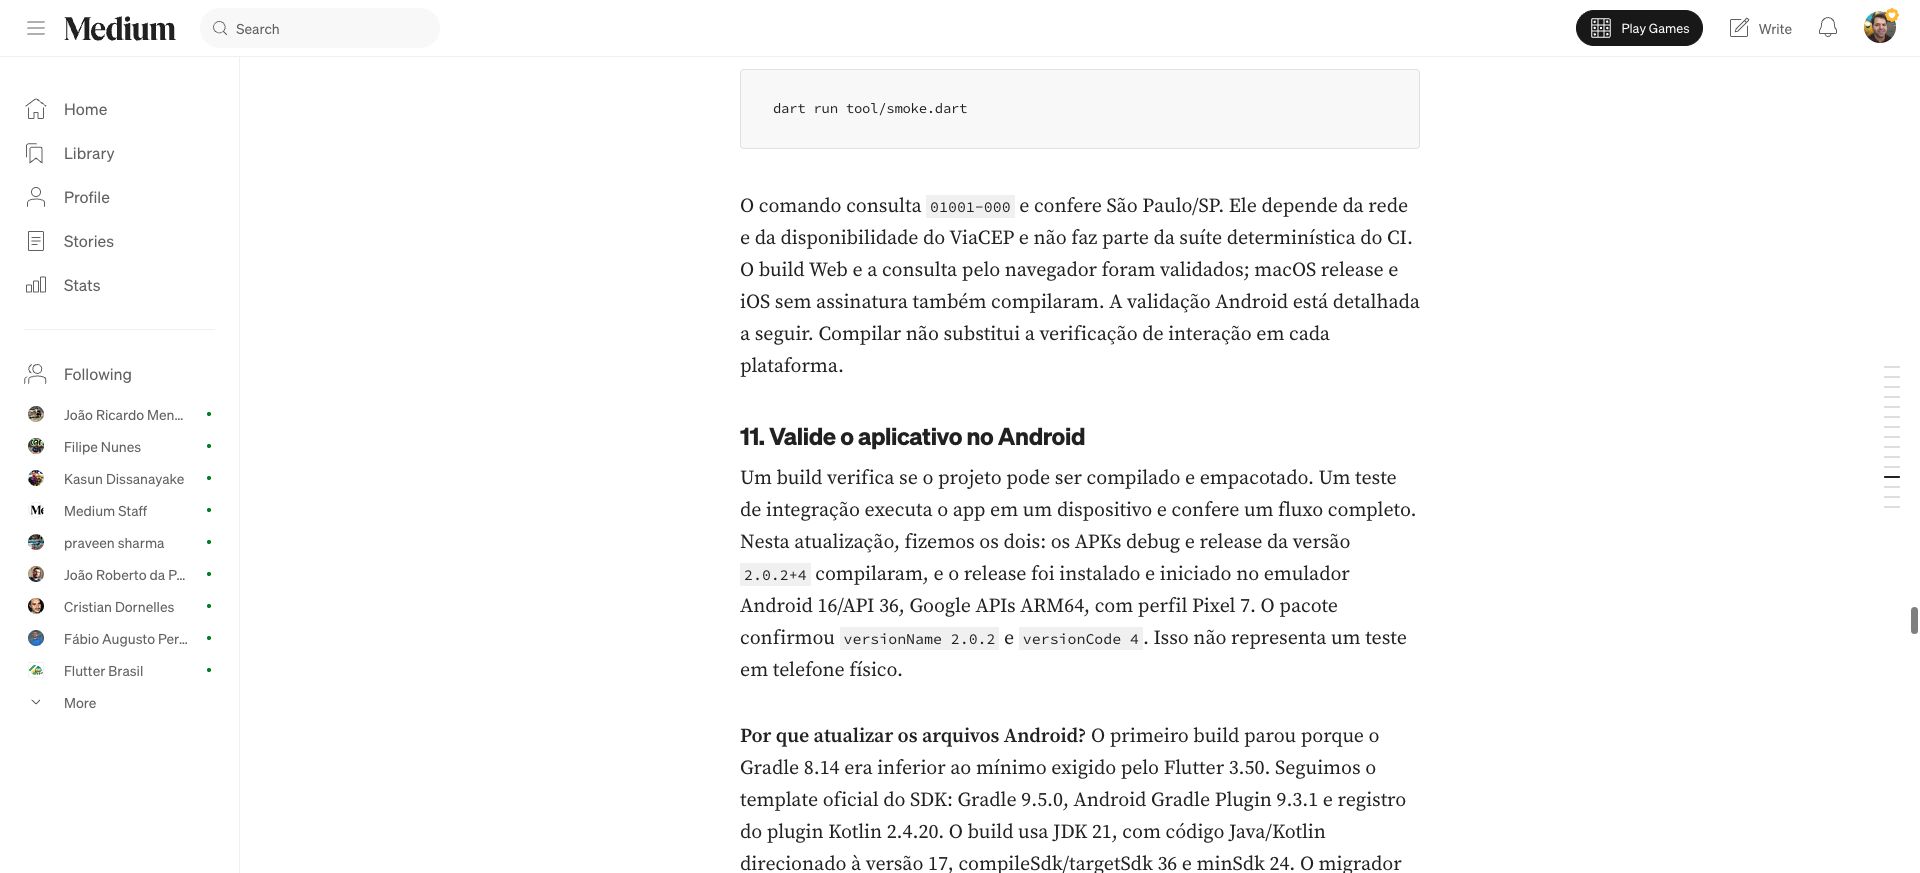 Medium
Search
Play Games
Write
Home
Library
Profile
Stories
Stats
Following
João Ricardo Men...
Filipe Nunes
Kasun Dissanayake
Medium Staff
praveen sharma
João Roberto da P...
Cristian Dornelles
Fábio Augusto Per...
Flutter Brasil
More
dart run tool/smoke.dart
O comando consulta 01001-000 e confere São Paulo/SP. Ele depende da rede
e da disponibilidade do ViaCEP e não faz parte da suíte determinística do CI.
O build Web e a consulta pelo navegador foram validados; macOS release e
iOS sem assinatura também compilaram. A validação Android está detalhada
a seguir. Compilar não substitui a verificação de interação em cada
plataforma.
11. Valide o aplicativo no Android
Um build verifica se o projeto pode ser compilado e empacotado. Um teste
de integração executa o app em um dispositivo e confere um fluxo completo.
Nesta atualização, fizemos os dois: os APKs debug e release da versão
2.0.2+4 compilaram, e o release foi instalado e iniciado no emulador
Android 16/API 36, Google APIs ARM64, com perfil Pixel 7. O pacote
confirmou versionName 2.0.2 e versionCode 4. Isso não representa um teste
em telefone físico.
Por que atualizar os arquivos Android? O primeiro build parou porque o
Gradle 8.14 era inferior ao mínimo exigido pelo Flutter 3.50. Seguimos o
template oficial do SDK: Gradle 9.5.0, Android Gradle Plugin 9.3.1 e registro
do plugin Kotlin 2.4.20. O build usa JDK 21, com código Java/Kotlin
direcionado à versão 17, compileSdk/targetSdk 36 e minSdk 24. O migrador